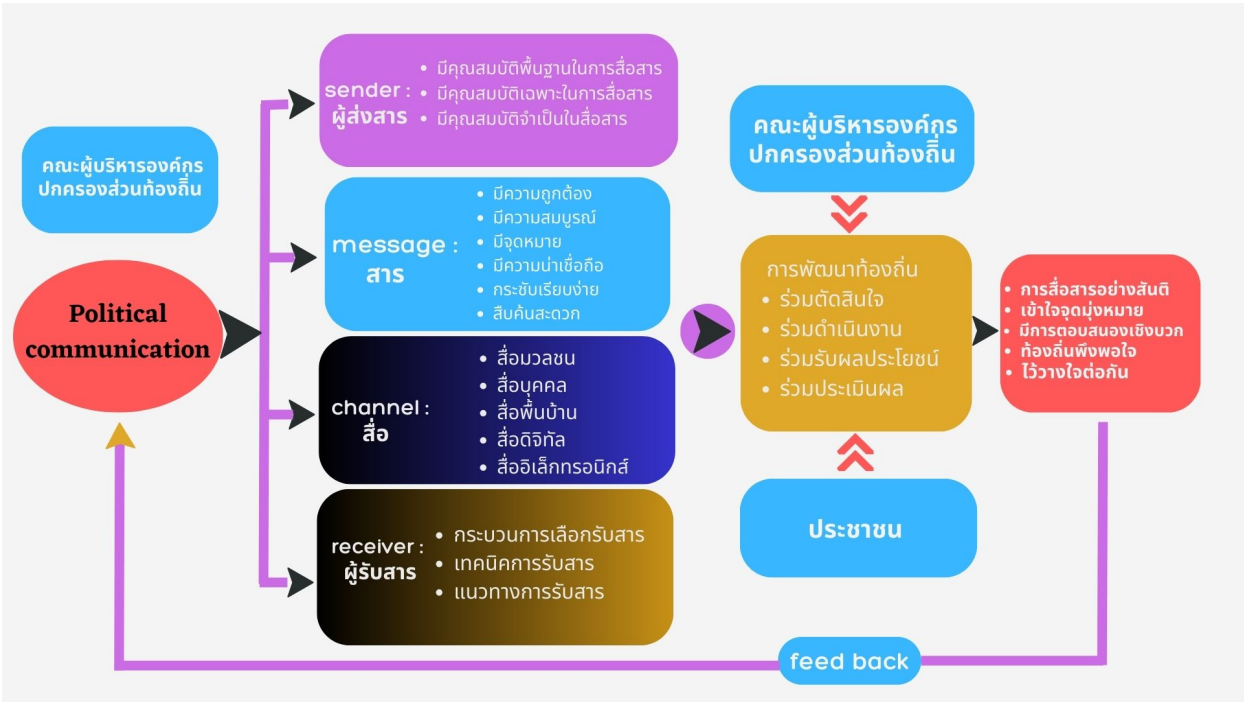 คณะผู้บริหารองค์กร
ปกครองส่วนท้องถิ่น
Political
communication
sender :
ผู้ส่งสาร
• มีคุณสมบัติพื้นฐานในการสื่อสาร
• มีคุณสมบัติเฉพาะในการสื่อสาร
• มีคุณสมบัติจำเป็นในสื่อสาร
message :
สาร
• มีความถูกต้อง
• มีความสมบูรณ์
• มีจุดหมาย
• มีความน่าเชื่อถือ
• กระชับเรียบง่าย
• สืบค้นสะดวก
channel :
สื่อ
• สื่อมวลชน
• สื่อบุคคล
• สื่อพื้นบ้าน
• สื่อดิจิทัล
• สื่ออิเล็กทรอนิกส์
receiver :
ผู้รับสาร
• กระบวนการเลือกรับสาร
• เทคนิคการรับสาร
• แนวทางการรับสาร
คณะผู้บริหารองค์กร
ปกครองส่วนท้องถิ่น
การพัฒนาท้องถิ่น
• ร่วมตัดสินใจ
• ร่วมดำเนินงาน
• ร่วมรับผลประโยชน์
• ร่วมประเมินผล
ประชาชน
• การสื่อสารอย่างสันติ
• เข้าใจจุดมุ่งหมาย
• มีการตอบสนองเชิงบวก
• ท้องถิ่นพึงพอใจ
• ไว้วางใจต่อกัน
feed back